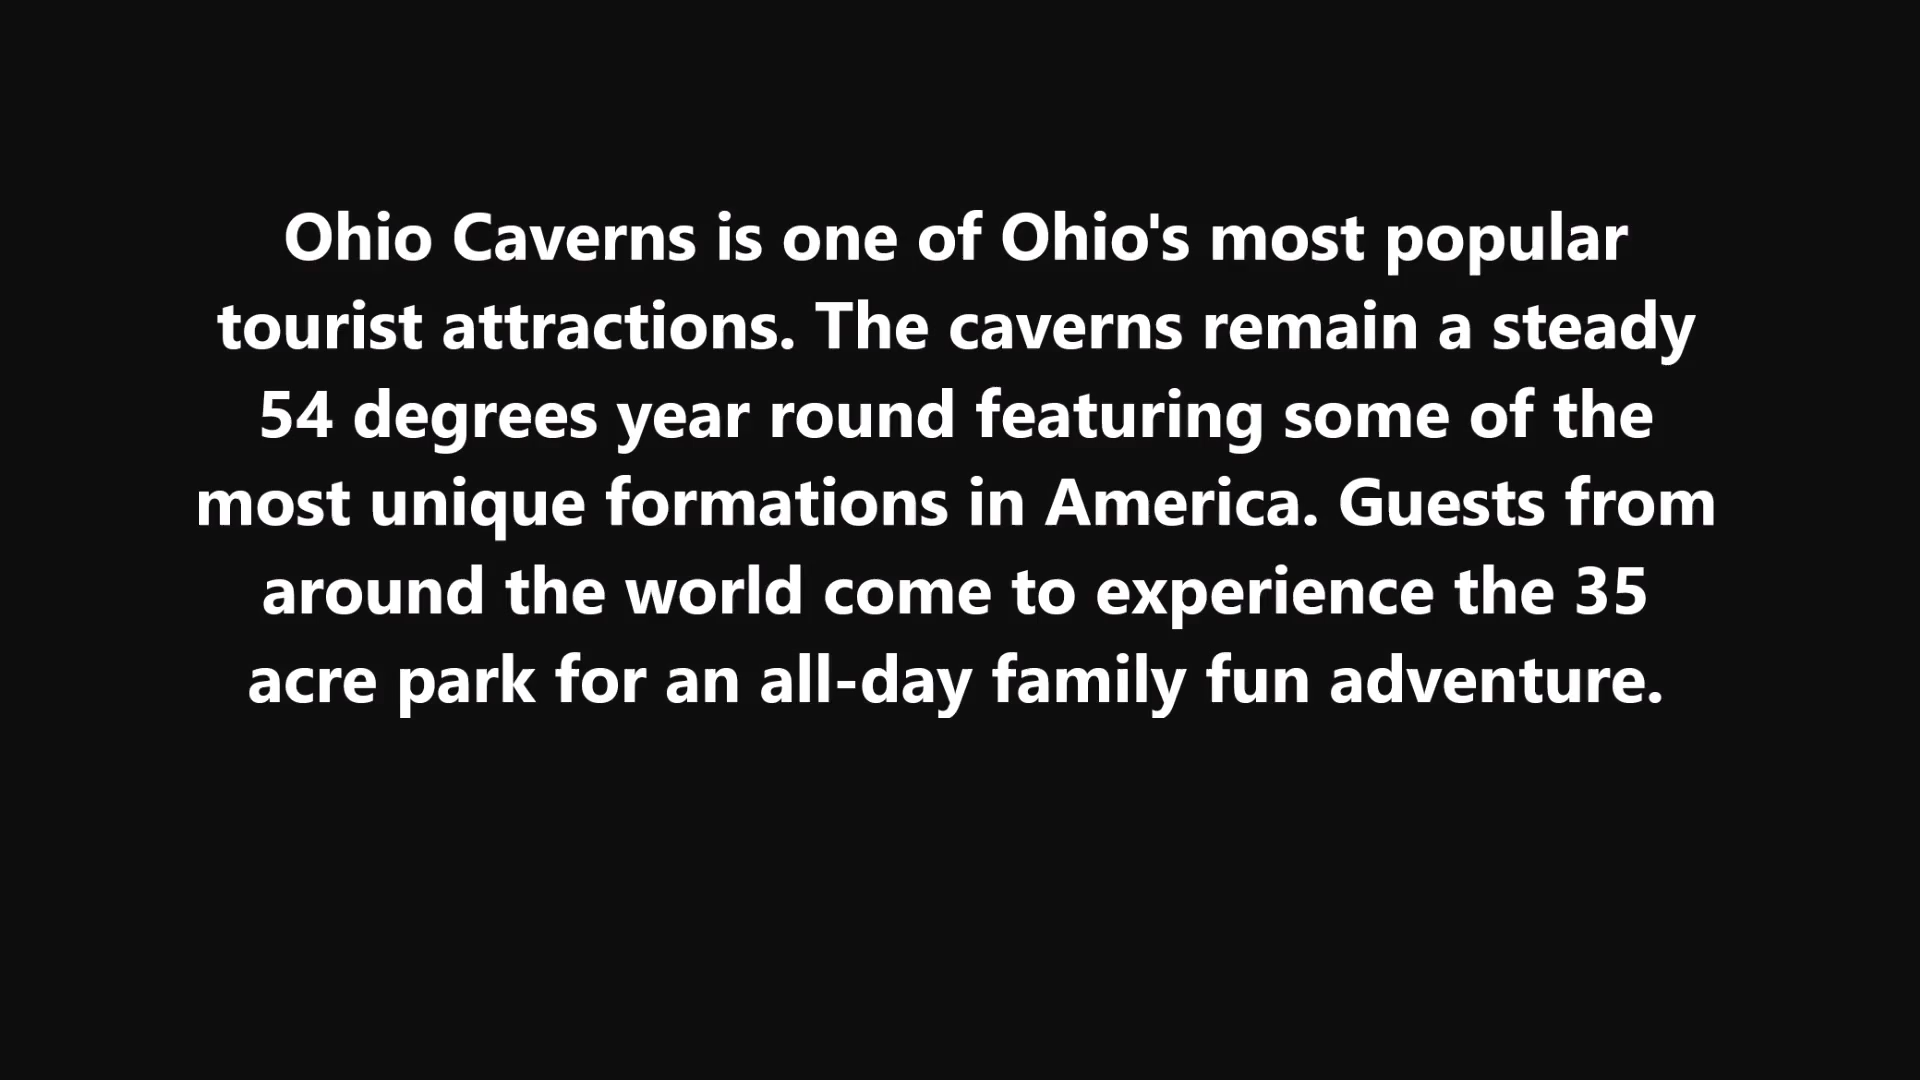 Ohio Caverns is one of Ohio's most popular
tourist attractions. The caverns remain a steady
54 degrees year round featuring some of the
most unique formations in America. Guests from
around the world come to experience the 35
acre park for an all-day family fun adventure.